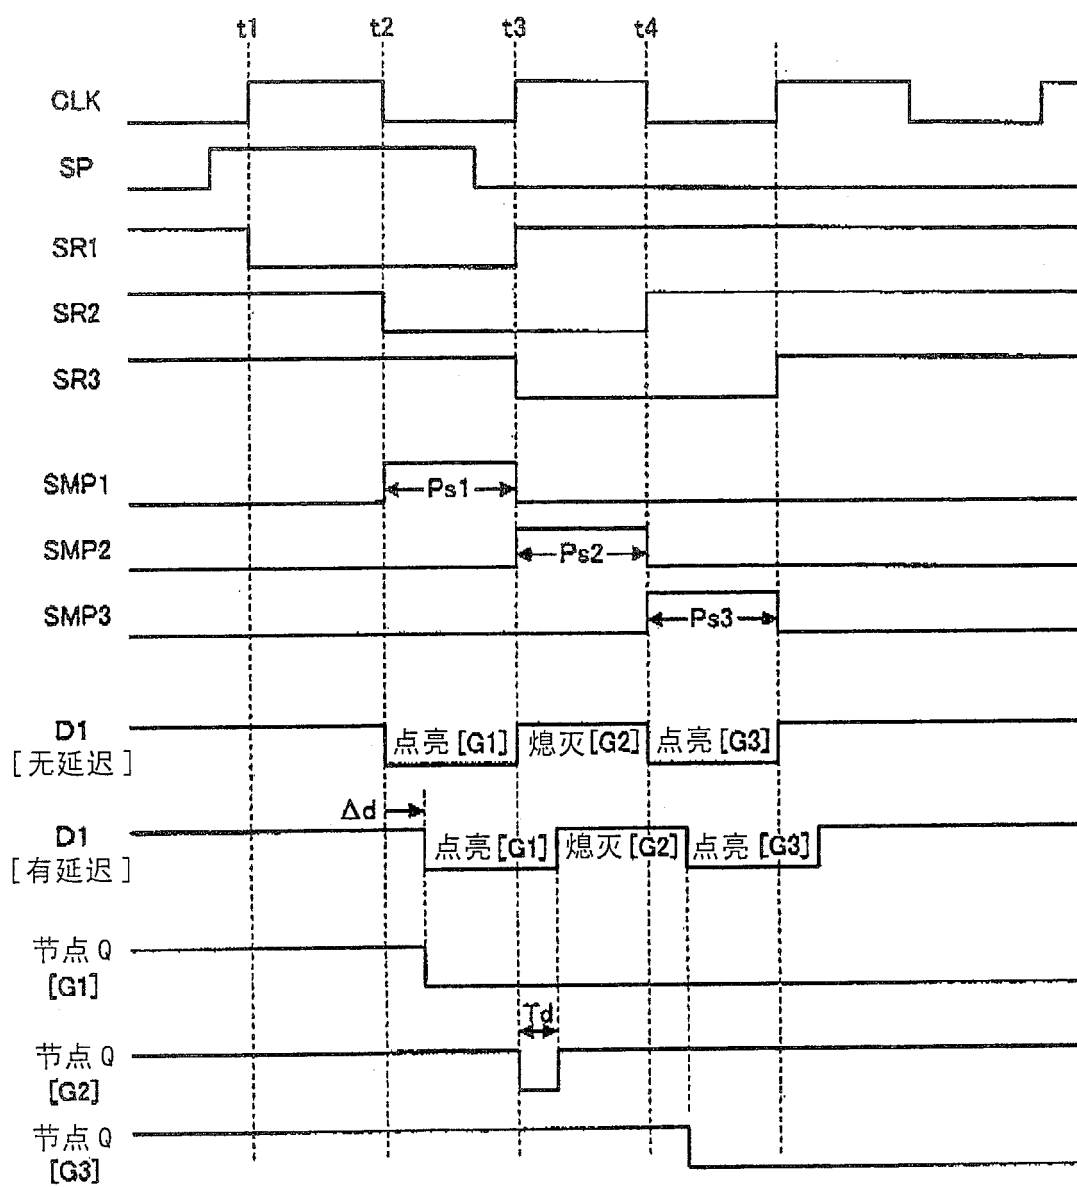 t1 t2 t3 t4
CLK
SP
SR1
SR2
SR3
SMP1
Ps1
SMP2
Ps2
SMP3
Ps3
D1
[无延迟]
点亮[G1] 熄灭[G2] 点亮[G3]
Δd
D1
[有延迟]
点亮[G1] 熄灭[G2] 点亮[G3]
节点 Q
[G1]
Td
节点 Q
[G2]
节点 Q
[G3]